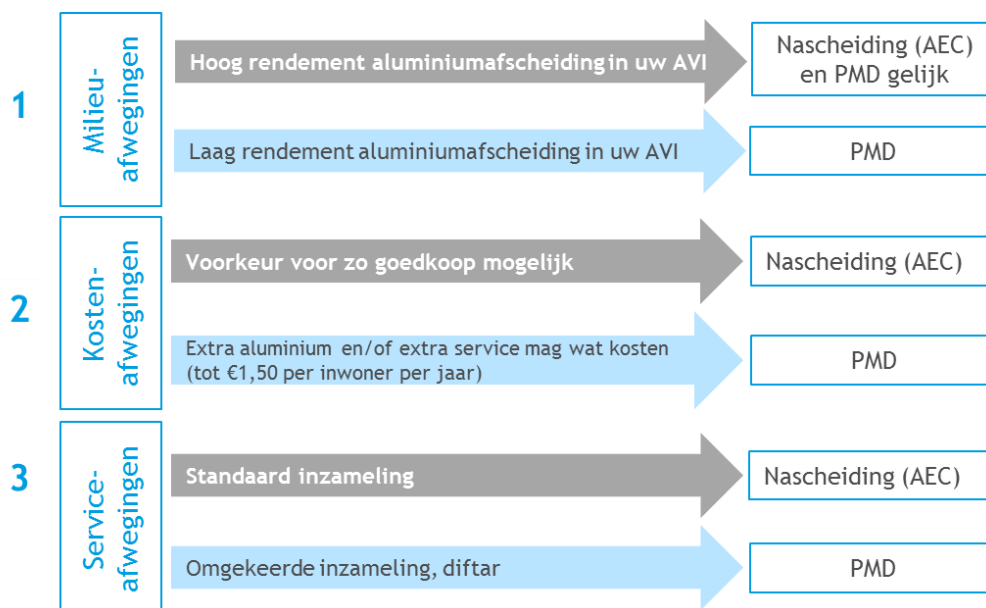 1
Milieu-
afwegingen
Hoog rendement aluminiumafscheiding in uw AVI
Nascheiding (AEC)
en PMD gelijk
Laag rendement aluminiumafscheiding in uw AVI
PMD
2
Kosten-
afwegingen
Voorkeur voor zo goedkoop mogelijk
Nascheiding (AEC)
Extra aluminium en/of extra service mag wat kosten
(tot €1,50 per inwoner per jaar)
PMD
3
Service-
afwegingen
Standaard inzameling
Nascheiding (AEC)
Omgekeerde inzameling, diftar
PMD